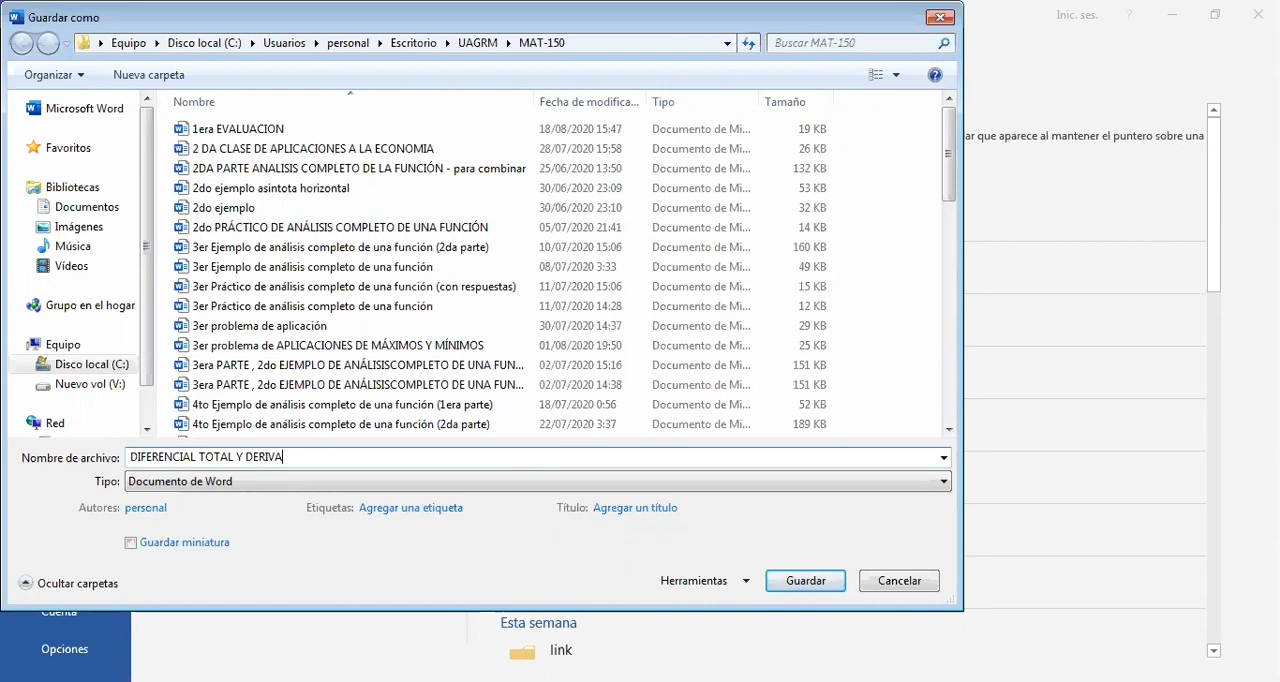 Guardar como
Inic. ses. ?
Equipo Disco local (C:) Usuarios personal Escritorio UAGRM MAT-150
Buscar MAT-150
Organizar Nueva carpeta
Nombre Fecha de modifica... Tipo Tamaño
Microsoft Word
Favoritos
Bibliotecas
Documentos
Imágenes
Música
Vídeos
Grupo en el hogar
Equipo
Disco local (C:)
Nuevo vol (V:)
Red
1era EVALUACION 18/08/2020 15:47 Documento de Mi... 19 KB
2 DA CLASE DE APLICACIONES A LA ECONOMIA 28/07/2020 15:58 Documento de Mi... 26 KB
2DA PARTE ANALISIS COMPLETO DE LA FUNCIÓN - para combinar 25/06/2020 13:50 Documento de Mi... 132 KB
2do ejemplo asintota horizontal 30/06/2020 23:09 Documento de Mi... 53 KB
2do ejemplo 30/06/2020 23:10 Documento de Mi... 32 KB
2do PRÁCTICO DE ANÁLISIS COMPLETO DE UNA FUNCIÓN 05/07/2020 21:41 Documento de Mi... 14 KB
3er Ejemplo de análisis completo de una función (2da parte) 10/07/2020 15:06 Documento de Mi... 160 KB
3er Ejemplo de análisis completo de una función 08/07/2020 3:33 Documento de Mi... 49 KB
3er Práctico de análisis completo de una función (con respuestas) 11/07/2020 15:06 Documento de Mi... 15 KB
3er Práctico de análisis completo de una función 11/07/2020 14:28 Documento de Mi... 12 KB
3er problema de aplicación 30/07/2020 14:37 Documento de Mi... 29 KB
3er problema de APLICACIONES DE MÁXIMOS Y MÍNIMOS 01/08/2020 19:50 Documento de Mi... 25 KB
3era PARTE , 2do EJEMPLO DE ANÁLISISCOMPLETO DE UNA FUN... 02/07/2020 15:16 Documento de Mi... 151 KB
3era PARTE , 2do EJEMPLO DE ANÁLISISCOMPLETO DE UNA FUN... 02/07/2020 14:38 Documento de Mi... 151 KB
4to Ejemplo de análisis completo de una función (1era parte) 18/07/2020 0:56 Documento de Mi... 52 KB
4to Ejemplo de análisis completo de una función (2da parte) 22/07/2020 3:37 Documento de Mi... 189 KB
ar que aparece al mantener el puntero sobre una
Nombre de archivo: DIFERENCIAL TOTAL Y DERIVA
Tipo: Documento de Word
Autores: personal Etiquetas: Agregar una etiqueta Título: Agregar un título
Guardar miniatura
Ocultar carpetas Herramientas Guardar Cancelar
Cuenta
Opciones
Esta semana
link